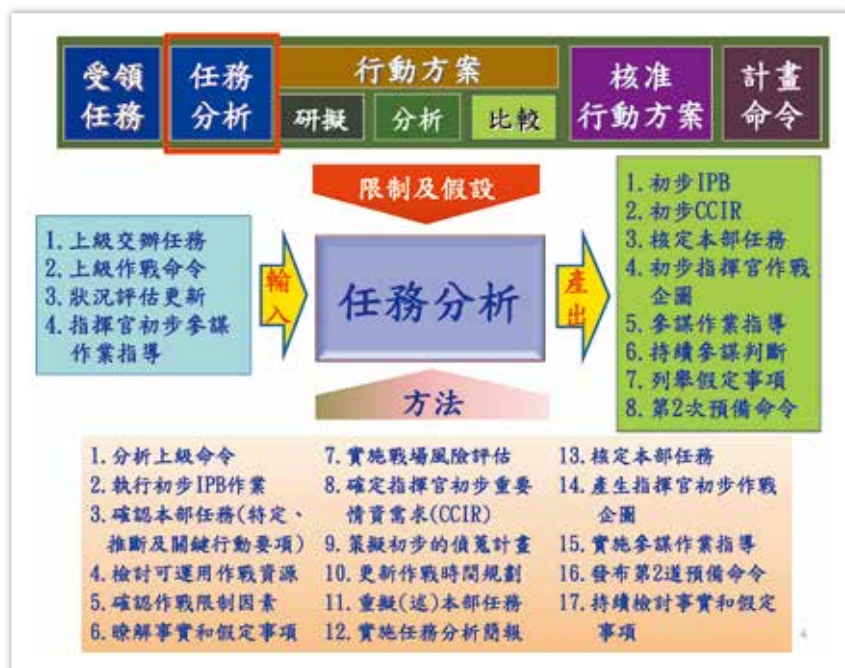 受領
任務
任務
分析
行動方案
研擬
分析
比較
核准
行動方案
計畫
命令
限制及假設
1.上級交辦任務
2.上級作戰命令
3.狀況評估更新
4.指揮官初步參謀
作業指導
輸
入
任務分析
產
出
1.初步IPB
2.初步CCIR
3.核定本部任務
4.初步指揮官作戰
企圖
5.參謀作業指導
6.持續參謀判斷
7.列舉假定事項
8.第2次預備命令
方法
1.分析上級命令
2.執行初步IPB作業
3.確認本部任務(特定、
推斷及關鍵行動要項)
4.檢討可運用作戰資源
5.確認作戰限制因素
6.瞭解事實和假定事項
7.實施戰場風險評估
8.確定指揮官初步重要
情資需求(CCIR)
9.策擬初步的偵蒐計畫
10.更新作戰時間規劃
11.重擬(述)本部任務
12.實施任務分析簡報
13.核定本部任務
14.產生指揮官初步作戰
企圖
15.實施參謀作業指導
16.發布第2道預備命令
17.持續檢討事實和假定
事項
4